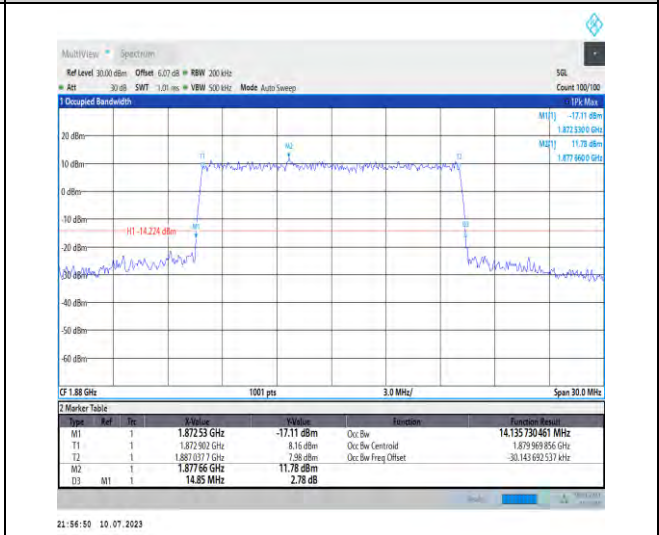 MultiView Spectrum
Ref Level 30.00 dBm Offset 6.07 dB RBW 200 kHz SGL
Att 30 dB SWT 1.01 ms VBW 500 kHz Mode Auto Sweep Count 100/100
1 Occupied Bandwidth 1Pk Max
M1[1] -17.11 dBm
1.872 530 0 GHz
M2[1] 11.78 dBm
1.877 660 0 GHz
20 dBm
M2
T1 T2
10 dBm
0 dBm
-10 dBm
H1 -14.224 dBm M1 D3
-20 dBm
-30 dBm
-40 dBm
-50 dBm
-60 dBm
CF 1.88 GHz 1001 pts 3.0 MHz/ Span 30.0 MHz
2 Marker Table
Type Ref Trc X-Value Y-Value Function Function Result
M1 1 1.87253 GHz -17.11 dBm Occ Bw 14.135 730 461 MHz
T1 1 1.872 902 GHz 8.16 dBm Occ Bw Centroid 1.879 969 856 GHz
T2 1 1.887 037 7 GHz 7.98 dBm Occ Bw Freq Offset -30.143 692 537 kHz
M2 1 1.87766 GHz 11.78 dBm
D3 M1 1 14.85 MHz 2.78 dB
21:56:50 10.07.2023